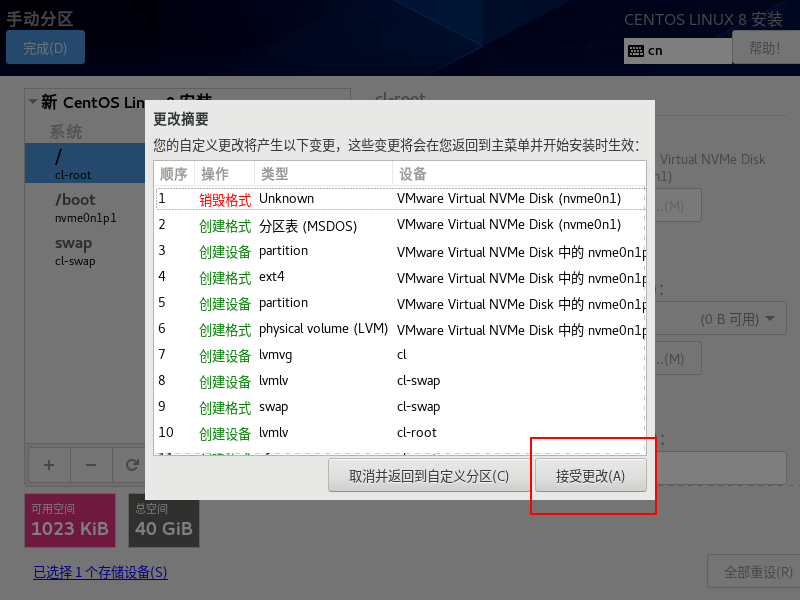 手动分区
CENTOS LINUX 8 安装
完成(D)
cn
帮助!
新 CentOS Linux 8 安装
cl-root
系统
/
cl-root
/boot
nvme0n1p1
swap
cl-swap
更改摘要
您的自定义更改将产生以下变更，这些变更将会在您返回到主菜单并开始安装时生效：
顺序 操作 类型 设备
1 销毁格式 Unknown VMware Virtual NVMe Disk (nvme0n1)
2 创建格式 分区表 (MSDOS) VMware Virtual NVMe Disk (nvme0n1)
3 创建设备 partition VMware Virtual NVMe Disk 中的 nvme0n1p
4 创建格式 ext4 VMware Virtual NVMe Disk 中的 nvme0n1p
5 创建设备 partition VMware Virtual NVMe Disk 中的 nvme0n1p
6 创建格式 physical volume (LVM) VMware Virtual NVMe Disk 中的 nvme0n1p
7 创建设备 lvmvg cl
8 创建设备 lvmlv cl-swap
9 创建格式 swap cl-swap
10 创建设备 lvmlv cl-root
取消并返回到自定义分区(C)
接受更改(A)
Virtual NVMe Disk
n1)
...(M)
(0 B 可用)
...(M)
可用空间
1023 KiB
总空间
40 GiB
已选择 1 个存储设备(S)
全部重设(R)